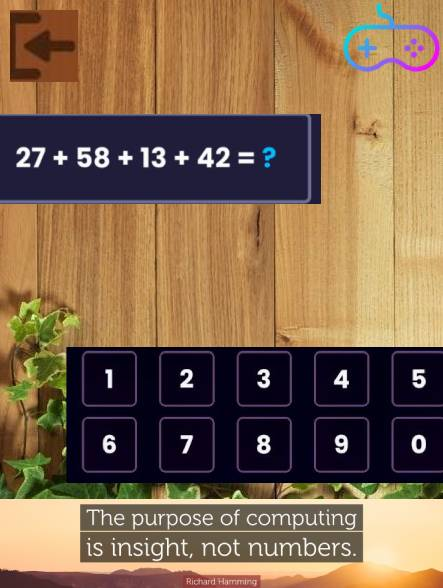 27 + 58 + 13 + 42 = ?
1 2 3 4 5
6 7 8 9 0
The purpose of computing
is insight, not numbers.
Richard Hamming